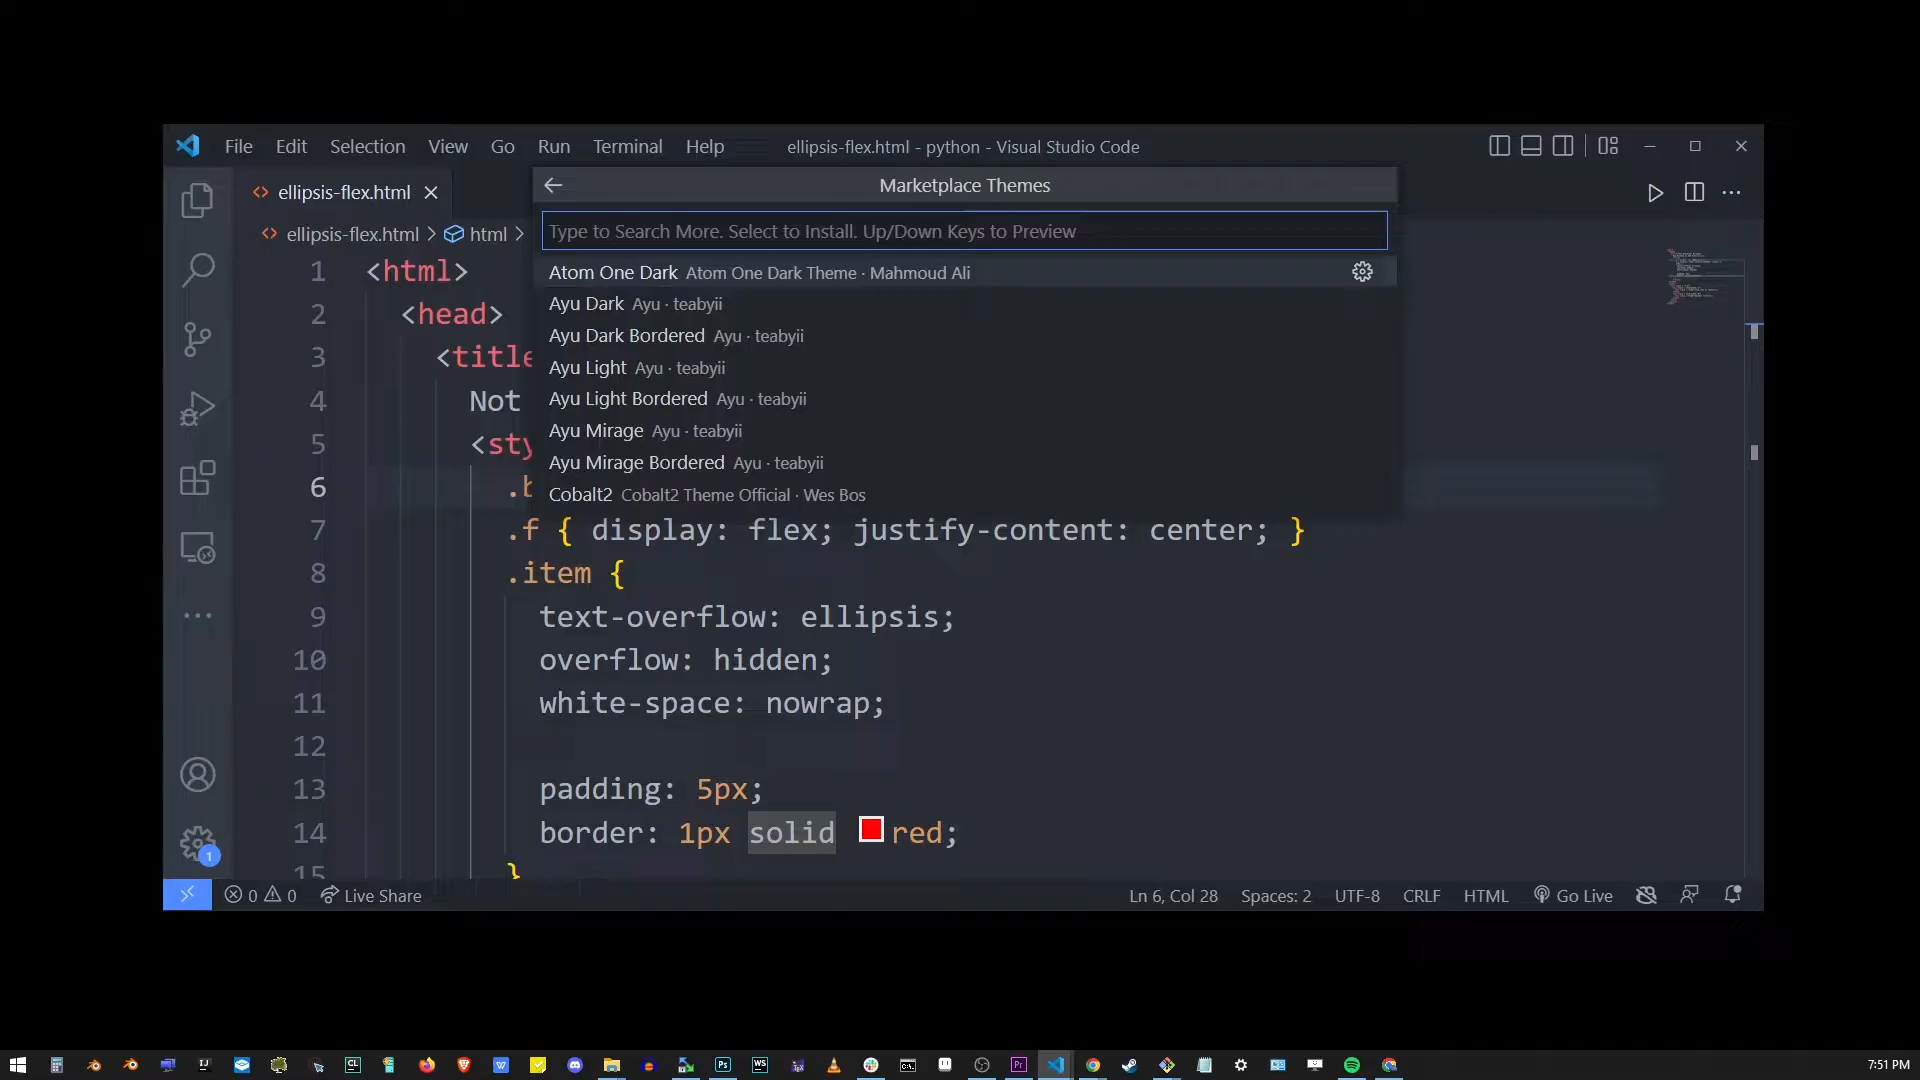 File Edit Selection View Go Run Terminal Help ellipsis-flex.html - python - Visual Studio Code
ellipsis-flex.html
Marketplace Themes
ellipsis-flex.html > html >
Type to Search More. Select to Install. Up/Down Keys to Preview
Atom One Dark Atom One Dark Theme · Mahmoud Ali
Ayu Dark Ayu · teabyii
Ayu Dark Bordered Ayu · teabyii
Ayu Light Ayu · teabyii
Ayu Light Bordered Ayu · teabyii
Ayu Mirage Ayu · teabyii
Ayu Mirage Bordered Ayu · teabyii
Cobalt2 Cobalt2 Theme Official · Wes Bos
1 <html>
2 <head>
3 <title
4 Not
5 <sty
6 .b
7 .f { display: flex; justify-content: center; }
8 .item {
9 text-overflow: ellipsis;
10 overflow: hidden;
11 white-space: nowrap;
12
13 padding: 5px;
14 border: 1px solid red;
15 }
1
0 0 Live Share Ln 6, Col 28 Spaces: 2 UTF-8 CRLF HTML Go Live
7:51 PM